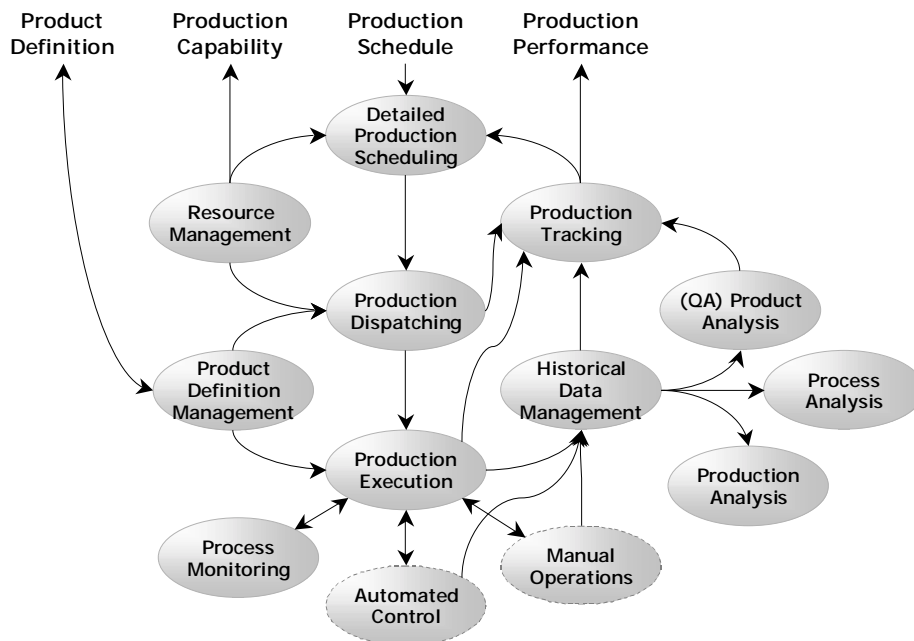 Product
Definition
Production
Capability
Production
Schedule
Production
Performance
Detailed
Production
Scheduling
Resource
Management
Production
Tracking
Production
Dispatching
(QA) Product
Analysis
Product
Definition
Management
Historical
Data
Management
Process
Analysis
Production
Execution
Production
Analysis
Process
Monitoring
Manual
Operations
Automated
Control